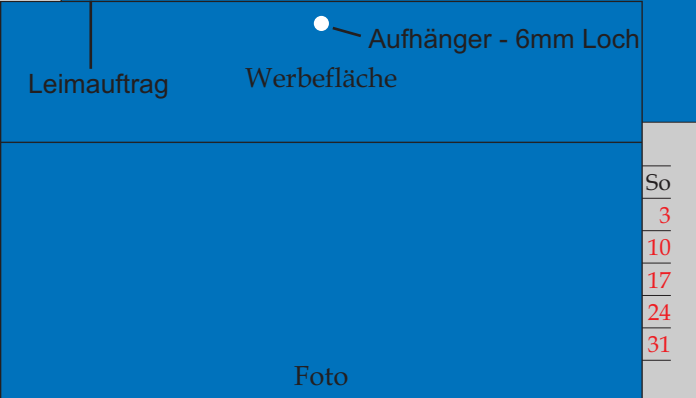 Aufhänger - 6mm Loch
Leimauftrag
Werbefläche
So
3
10
17
24
31
Foto